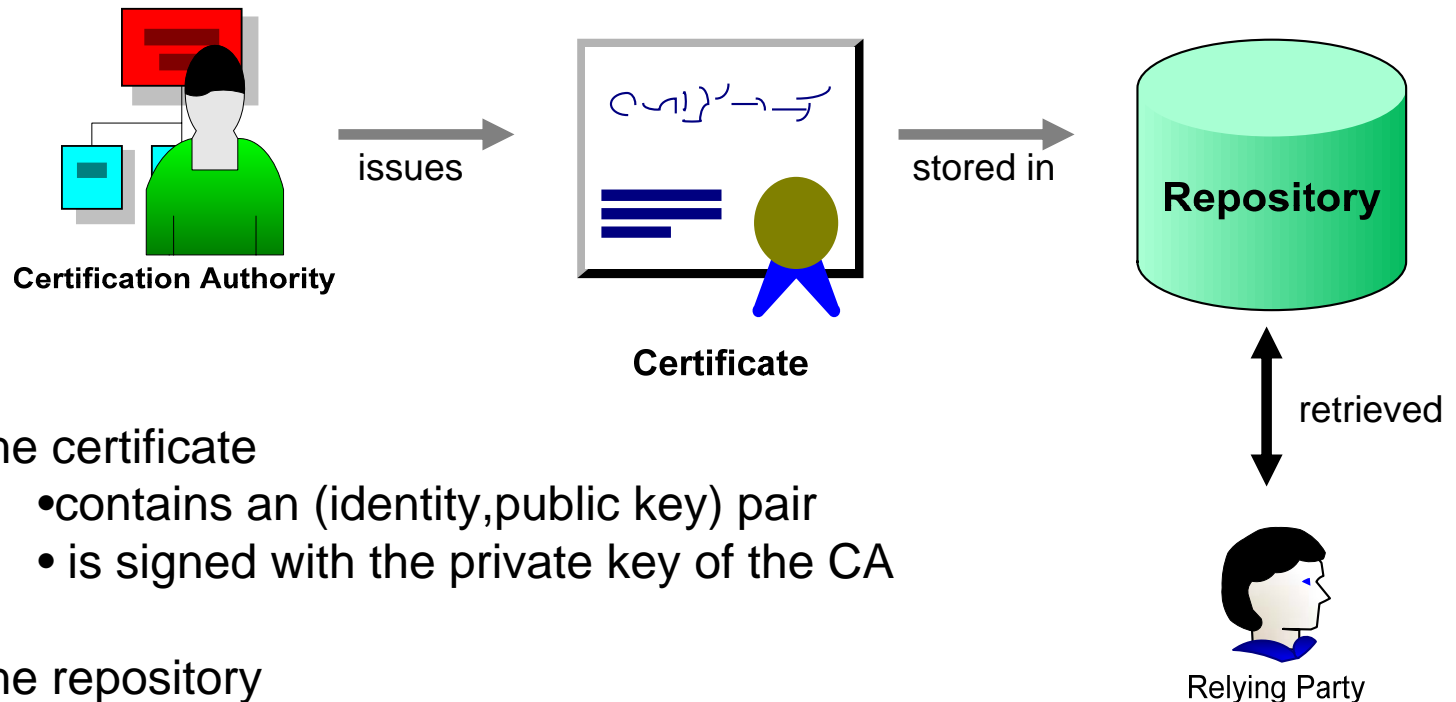 issues
stored in
Repository
Certification Authority
Certificate
retrieved
he certificate
•contains an (identity,public key) pair
• is signed with the private key of the CA
he repository
Relying Party